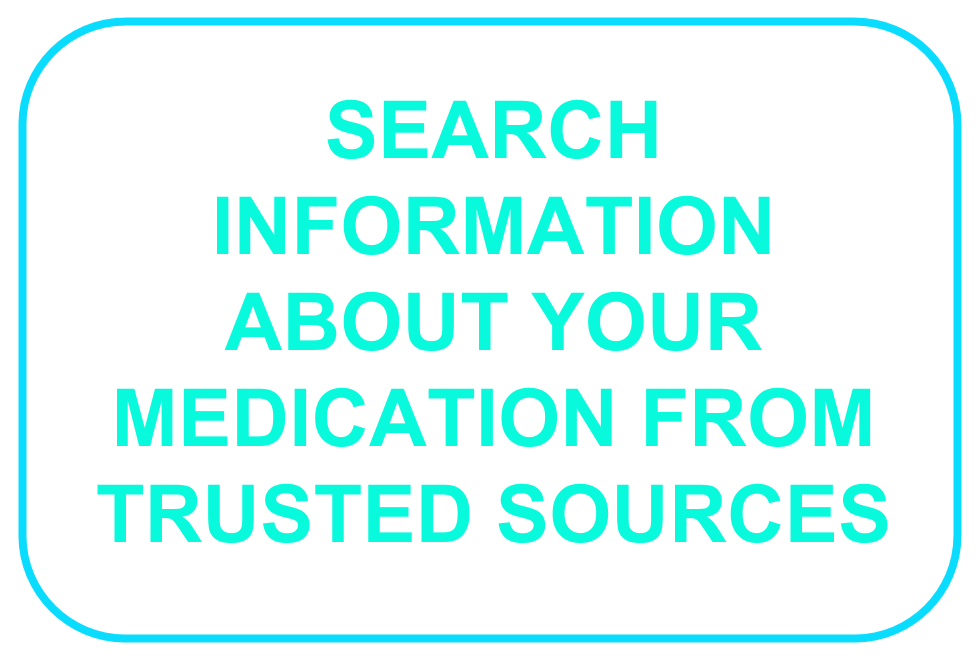 SEARCH
INFORMATION
ABOUT YOUR
MEDICATION FROM
TRUSTED SOURCES